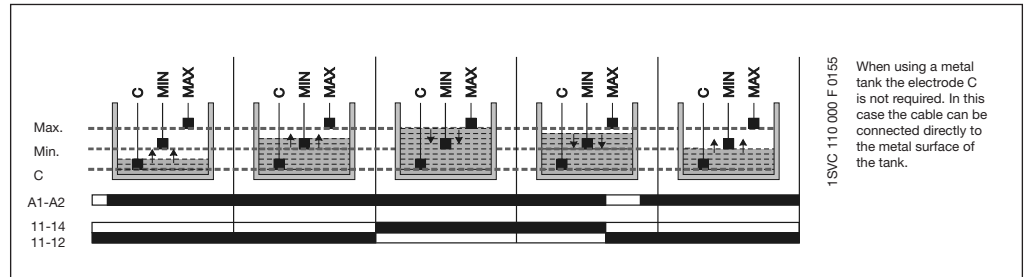 C MIN MAX
C MIN MAX
C MIN MAX
C MIN MAX
C MIN MAX
Max.
Min.
C
A1-A2
11-14
11-12
1SVC 110 000 F 0155
When using a metal
tank the electrode C
is not required. In this
case the cable can be
connected directly to
the metal surface of
the tank.